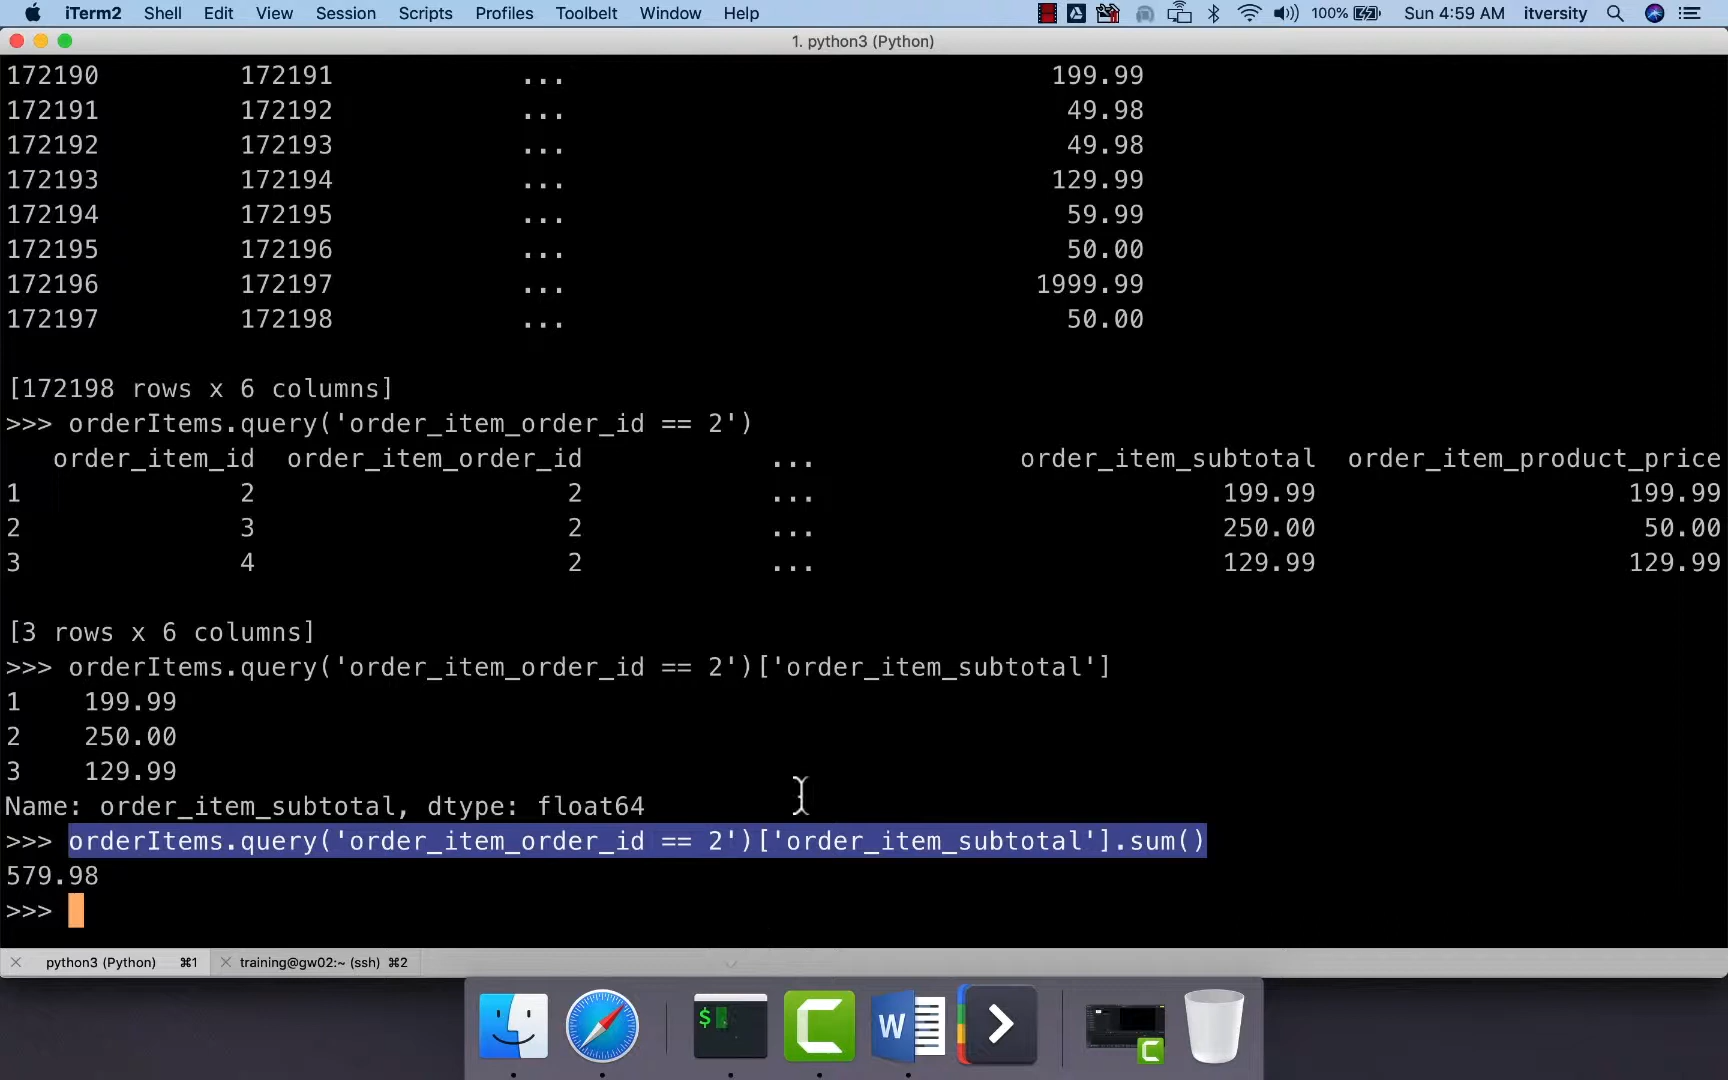 iTerm2 Shell Edit View Session Scripts Profiles Toolbelt Window Help 100% Sun 4:59 AM itversity
1. python3 (Python)
172190 172191 ... 199.99
172191 172192 ... 49.98
172192 172193 ... 49.98
172193 172194 ... 129.99
172194 172195 ... 59.99
172195 172196 ... 50.00
172196 172197 ... 1999.99
172197 172198 ... 50.00
[172198 rows x 6 columns]
>>> orderItems.query('order_item_order_id == 2')
order_item_id order_item_order_id ... order_item_subtotal order_item_product_price
1 2 2 ... 199.99 199.99
2 3 2 ... 250.00 50.00
3 4 2 ... 129.99 129.99
[3 rows x 6 columns]
>>> orderItems.query('order_item_order_id == 2')['order_item_subtotal']
1 199.99
2 250.00
3 129.99
Name: order_item_subtotal, dtype: float64
>>> orderItems.query('order_item_order_id == 2')['order_item_subtotal'].sum()
579.98
>>>
python3 (Python) ⌘1 training@gw02:~ (ssh) ⌘2
$ C W
C